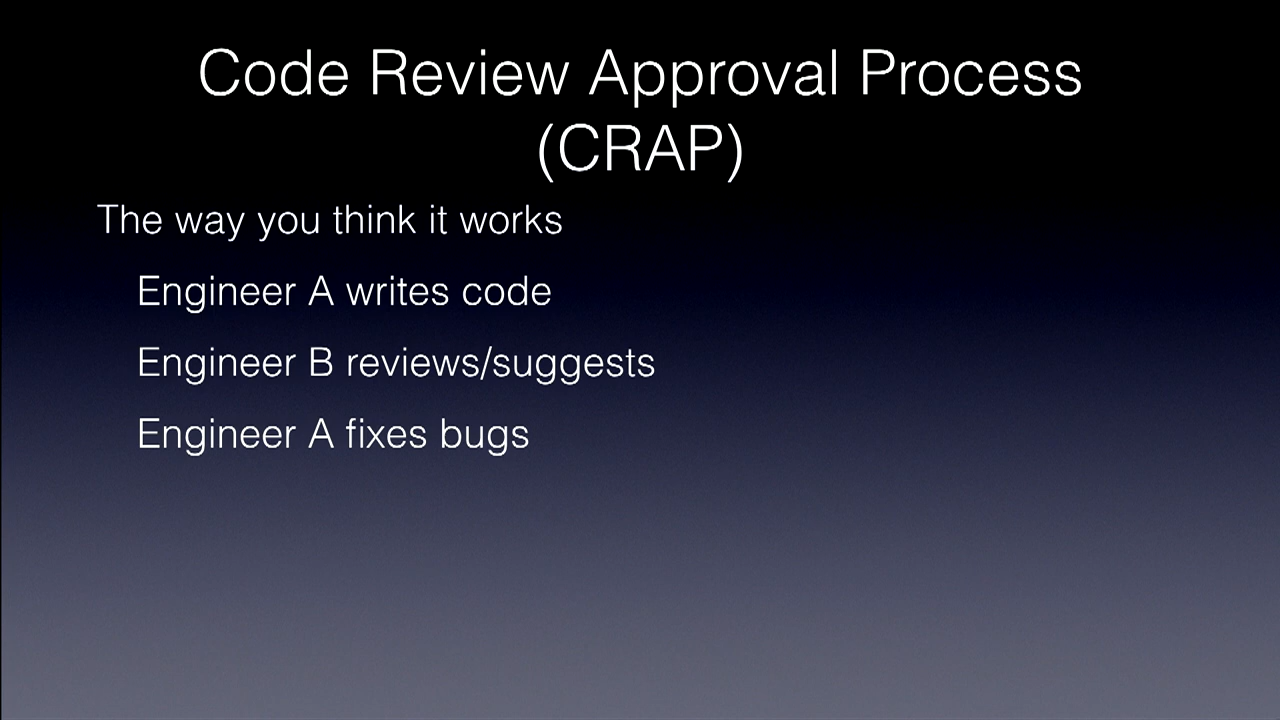 Code Review Approval Process
(CRAP)
The way you think it works
Engineer A writes code
Engineer B reviews/suggests
Engineer A fixes bugs